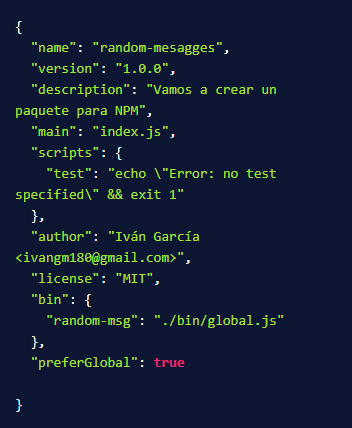 {
  "name": "random-mesagges",
  "version": "1.0.0",
  "description": "Vamos a crear un
paquete para NPM",
  "main": "index.js",
  "scripts": {
    "test": "echo \"Error: no test
specified\" && exit 1"
  },
  "author": "Iván García
<ivangm180@gmail.com>",
  "license": "MIT",
  "bin": {
    "random-msg": "./bin/global.js"
  },
  "preferGlobal": true
}